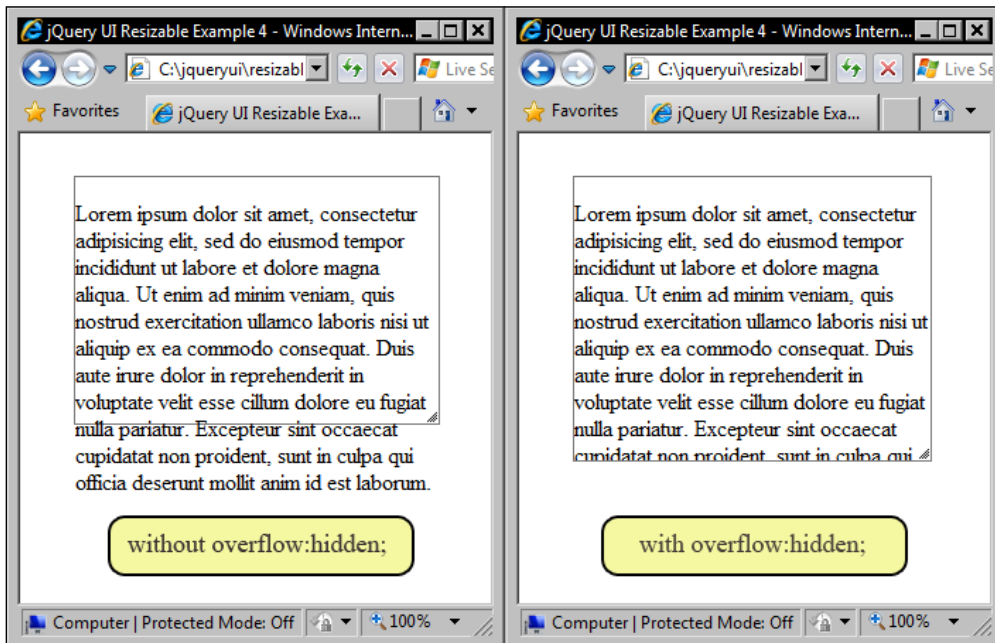 jQuery UI Resizable Example 4 - Windows Intern...
C:\jqueryui\resizabl
Live Se
Favorites
jQuery UI Resizable Exa...
Lorem ipsum dolor sit amet, consectetur
adipisicing elit, sed do eiusmod tempor
incididunt ut labore et dolore magna
aliqua. Ut enim ad minim veniam, quis
nostrud exercitation ullamco laboris nisi ut
aliquip ex ea commodo consequat. Duis
aute irure dolor in reprehenderit in
voluptate velit esse cillum dolore eu fugiat
nulla pariatur. Excepteur sint occaecat
cupidatat non proident, sunt in culpa qui
officia deserunt mollit anim id est laborum.
without overflow:hidden;
Computer | Protected Mode: Off
100%
jQuery UI Resizable Example 4 - Windows Intern...
C:\jqueryui\resizabl
Live Se
Favorites
jQuery UI Resizable Exa...
Lorem ipsum dolor sit amet, consectetur
adipisicing elit, sed do eiusmod tempor
incididunt ut labore et dolore magna
aliqua. Ut enim ad minim veniam, quis
nostrud exercitation ullamco laboris nisi ut
aliquip ex ea commodo consequat. Duis
aute irure dolor in reprehenderit in
voluptate velit esse cillum dolore eu fugiat
nulla pariatur. Excepteur sint occaecat
cupidatat non proident, sunt in culpa qui
with overflow:hidden;
Computer | Protected Mode: Off
100%